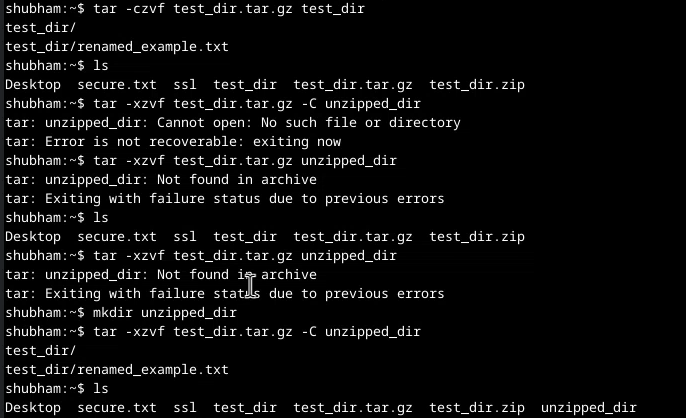 shubham:~$ tar -czvf test_dir.tar.gz test_dir
test_dir/
test_dir/renamed_example.txt
shubham:~$ ls
Desktop  secure.txt  ssl  test_dir  test_dir.tar.gz  test_dir.zip
shubham:~$ tar -xzvf test_dir.tar.gz -C unzipped_dir
tar: unzipped_dir: Cannot open: No such file or directory
tar: Error is not recoverable: exiting now
shubham:~$ tar -xzvf test_dir.tar.gz unzipped_dir
tar: unzipped_dir: Not found in archive
tar: Exiting with failure status due to previous errors
shubham:~$ ls
Desktop  secure.txt  ssl  test_dir  test_dir.tar.gz  test_dir.zip
shubham:~$ tar -xzvf test_dir.tar.gz unzipped_dir
tar: unzipped_dir: Not found in archive
tar: Exiting with failure status due to previous errors
shubham:~$ mkdir unzipped_dir
shubham:~$ tar -xzvf test_dir.tar.gz -C unzipped_dir
test_dir/
test_dir/renamed_example.txt
shubham:~$ ls
Desktop  secure.txt  ssl  test_dir  test_dir.tar.gz  test_dir.zip  unzipped_dir